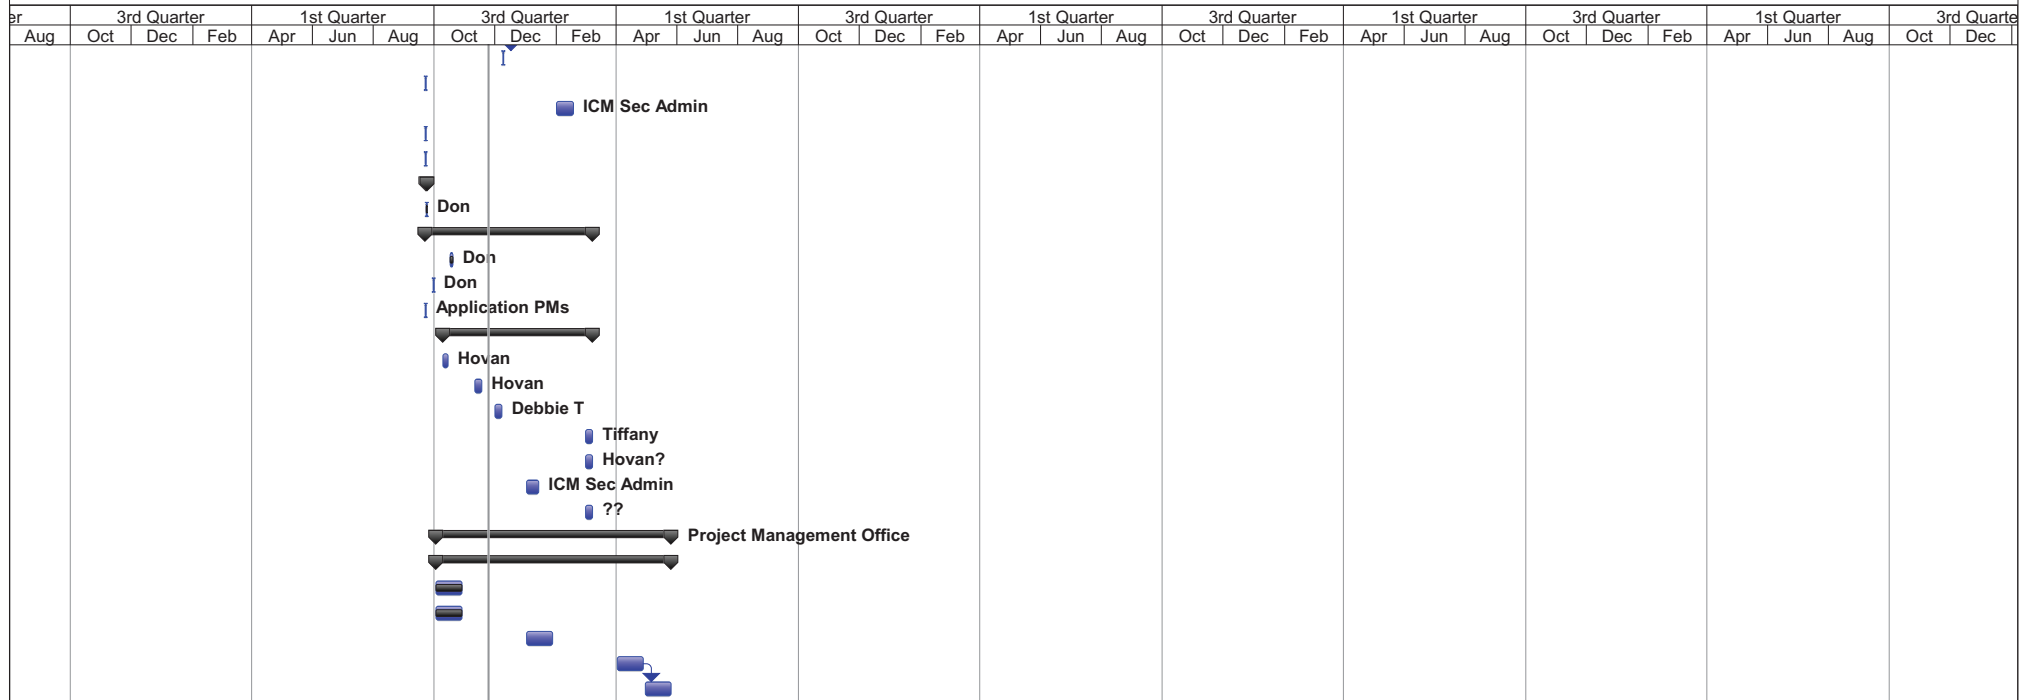 3rd Quarter 1st Quarter 3rd Quarter 1st Quarter 3rd Quarter 1st Quarter 3rd Quarter 1st Quarter 3rd Quarter 1st Quarter
Aug Oct Dec Feb Apr Jun Aug Oct Dec Feb Apr Jun Aug Oct Dec Feb Apr Jun Aug Oct Dec Feb Apr Jun Aug Oct Dec Feb Apr Jun Aug Oct Dec
ICM Sec Admin
Don
Don
Don
Application PMs
Hovan
Hovan
Debbie T
Tiffany
Hovan?
ICM Sec Admin
??
Project Management Office